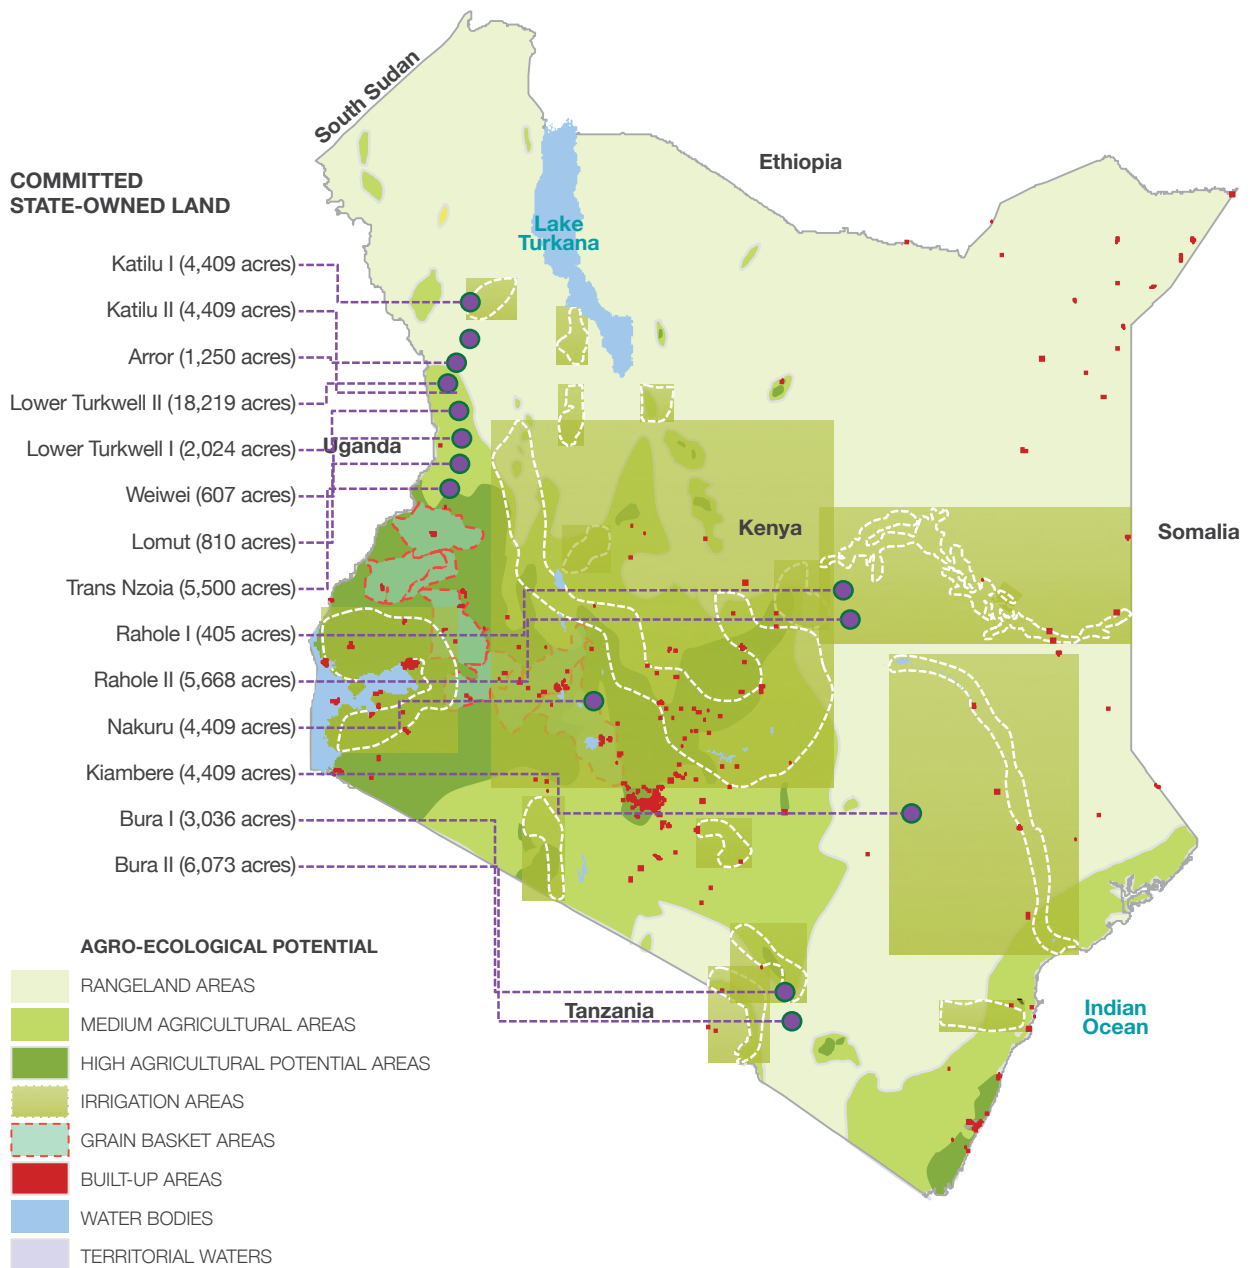 South Sudan
Ethiopia
COMMITTED
STATE-OWNED LAND
Lake
Turkana
Katilu I (4,409 acres)
Katilu II (4,409 acres)
Arror (1,250 acres)
Lower Turkwell II (18,219 acres)
Lower Turkwell I (2,024 acres)
Uganda
Weiwei (607 acres)
Kenya
Somalia
Lomut (810 acres)
Trans Nzoia (5,500 acres)
Rahole I (405 acres)
Rahole II (5,668 acres)
Nakuru (4,409 acres)
Kiambere (4,409 acres)
Bura I (3,036 acres)
Bura II (6,073 acres)
AGRO-ECOLOGICAL POTENTIAL
RANGELAND AREAS
Tanzania
Indian
Ocean
MEDIUM AGRICULTURAL AREAS
HIGH AGRICULTURAL POTENTIAL AREAS
IRRIGATION AREAS
GRAIN BASKET AREAS
BUILT-UP AREAS
WATER BODIES
TERRITORIAL WATERS